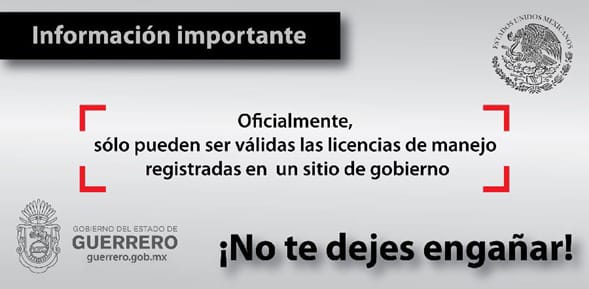 Información importante
ESTADOS UNIDOS MEXICANOS
Oficialmente,
sólo pueden ser válidas las licencias de manejo
registradas en un sitio de gobierno
GOBIERNO DEL ESTADO DE
GUERRERO
guerrero.gob.mx
¡No te dejes engañar!